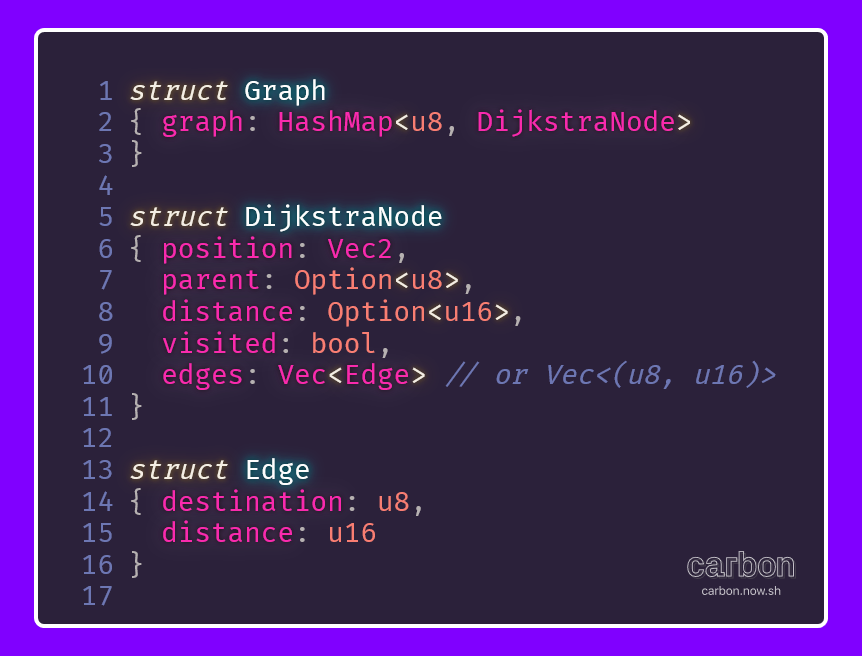 1 struct Graph
2 { graph: HashMap<u8, DijkstraNode>
3 }
4
5 struct DijkstraNode
6 { position: Vec2,
7   parent: Option<u8>,
8   distance: Option<u16>,
9   visited: bool,
10   edges: Vec<Edge> // or Vec<(u8, u16)>
11 }
12
13 struct Edge
14 { destination: u8,
15   distance: u16
16 }
17
carbon
carbon.now.sh